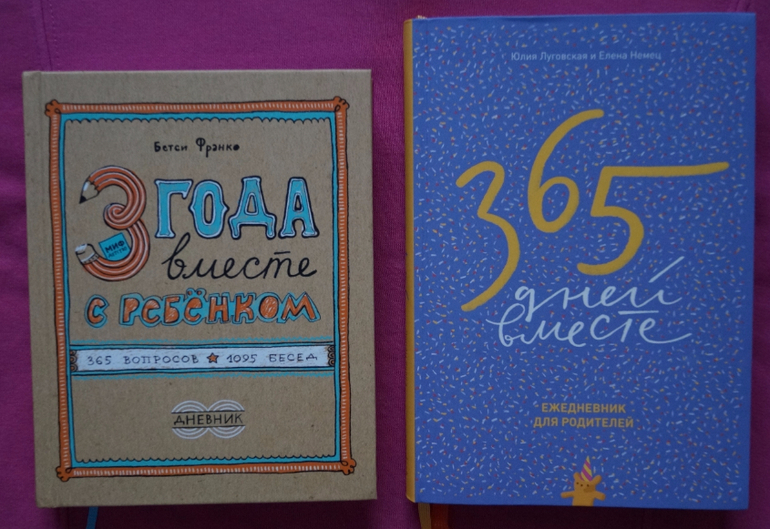 Бетси Франко
3 ГОДА
вместе
с РЕБЁНКОМ
МИФ
365 ВОПРОСОВ ★ 1095 БЕСЕД
ДНЕВНИК
Юлия Луговская и Елена Немец
365
дней
вместе
ЕЖЕДНЕВНИК
ДЛЯ РОДИТЕЛЕЙ